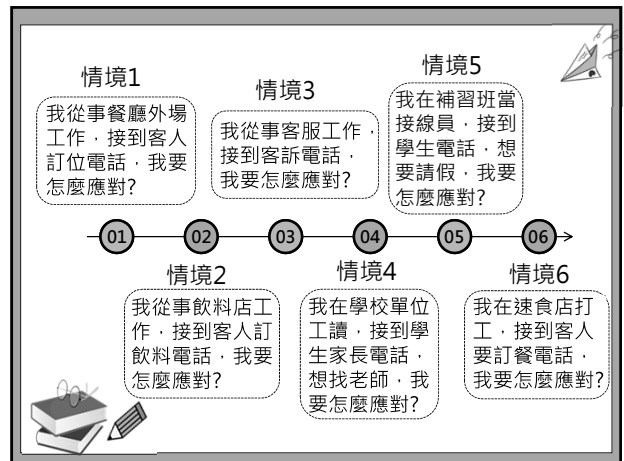 情境1
我從事餐廳外場
工作，接到客人
訂位電話，我要
怎麼應對?
情境3
我從事客服工作，
接到客訴電話，
我要怎麼應對?
情境5
我在補習班當
接線員，接到
學生電話，想
要請假，我要
怎麼應對?
01
02
03
04
05
06
情境2
我從事飲料店工
作，接到客人訂
飲料電話，我要
怎麼應對?
情境4
我在學校單位
工讀，接到學
生家長電話，
想找老師，我
要怎麼應對?
情境6
我在速食店打
工，接到客人
要訂餐電話，
我要怎麼應對?